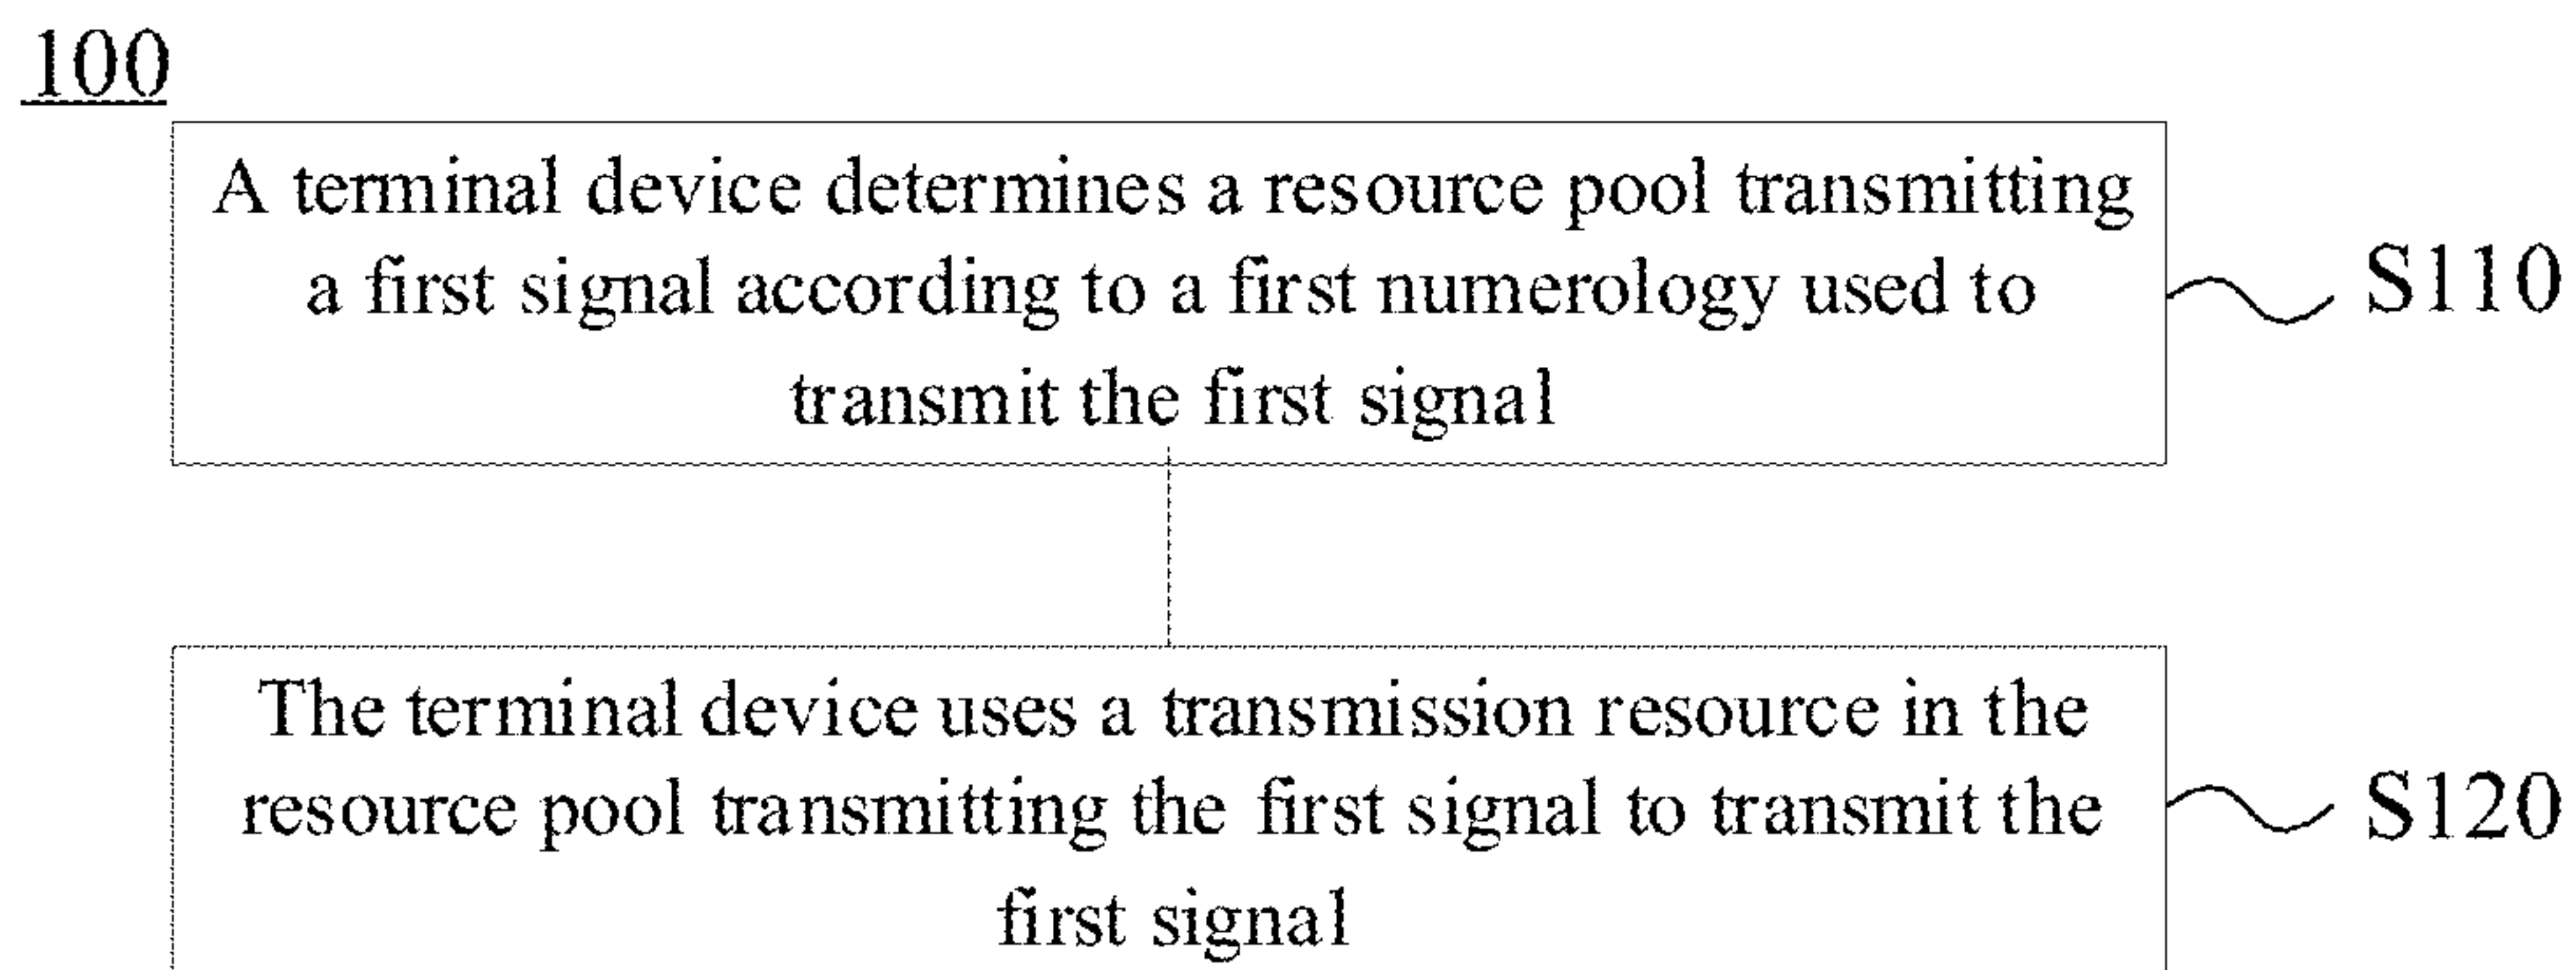 100
A terminal device determines a resource pool transmitting
a first signal according to a first numerology used to
transmit the first signal
S110
The terminal device uses a transmission resource in the
resource pool transmitting the first signal to transmit the
first signal
S120